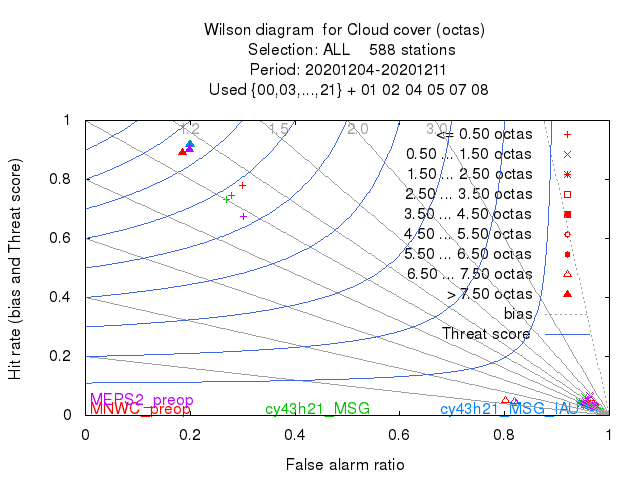 Wilson diagram for Cloud cover (octas)
Selection: ALL 588 stations
Period: 20201204-20201211
Used {00,03,...,21} + 01 02 04 05 07 08
Hit rate (bias and Threat score)
1
0.8
0.6
0.4
0.2
0
1.2 1.5 2.0 3.0
<= 0.50 octas
0.50 ... 1.50 octas
1.50 ... 2.50 octas
2.50 ... 3.50 octas
3.50 ... 4.50 octas
4.50 ... 5.50 octas
5.50 ... 6.50 octas
6.50 ... 7.50 octas
> 7.50 octas
bias
Threat score
MEPS2_preop
MNWC_preop cy43h21_MSG cy43h21_MSG_IAU
0 0.2 0.4 0.6 0.8 1
False alarm ratio